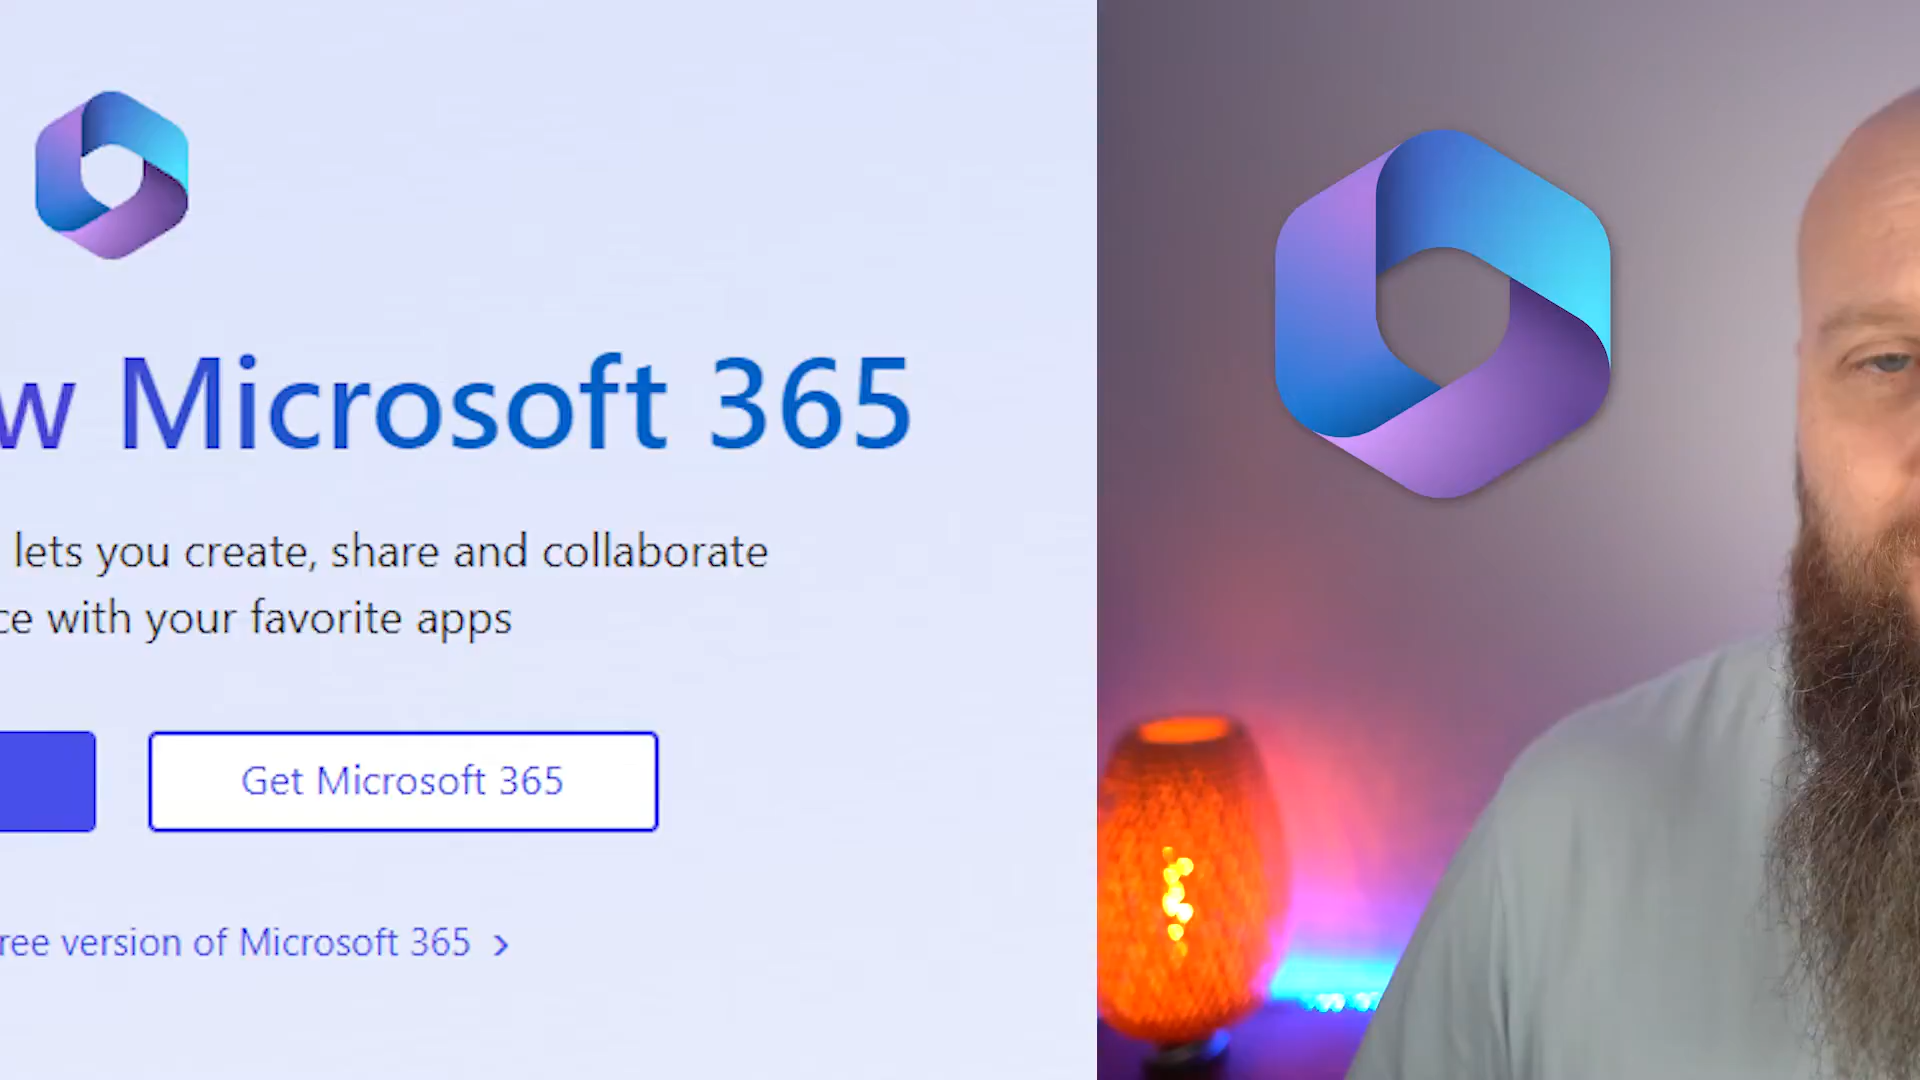 w Microsoft 365
lets you create, share and collaborate
ce with your favorite apps
Get Microsoft 365
ree version of Microsoft 365